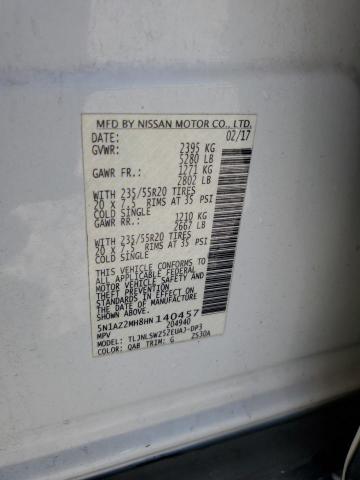 MFD BY NISSAN MOTOR CO., LTD.
DATE: 02/17
GVWR: 2395 KG
5280 LB
GAWR FR.: 1271 KG
2802 LB
WITH 235/55R20 TIRES
20 X 7.5 RIMS AT 35 PSI
COLD SINGLE
GAWR RR.: 1210 KG
2667 LB
WITH 235/55R20 TIRES
20 X 7.5 RIMS AT 35 PSI
COLD SINGLE
THIS VEHICLE CONFORMS TO
ALL APPLICABLE FEDERAL
MOTOR VEHICLE SAFETY AND
THEFT PREVENTION STANDARDS
IN EFFECT ON THE DATE OF
MANUFACTURE SHOWN ABOVE.
5N1AZ2MH8HN140457
MPV 204940
MODEL: TLJNLSWZ52EUAJ-DP3
COLOR: QAB TRIM: G Z530A